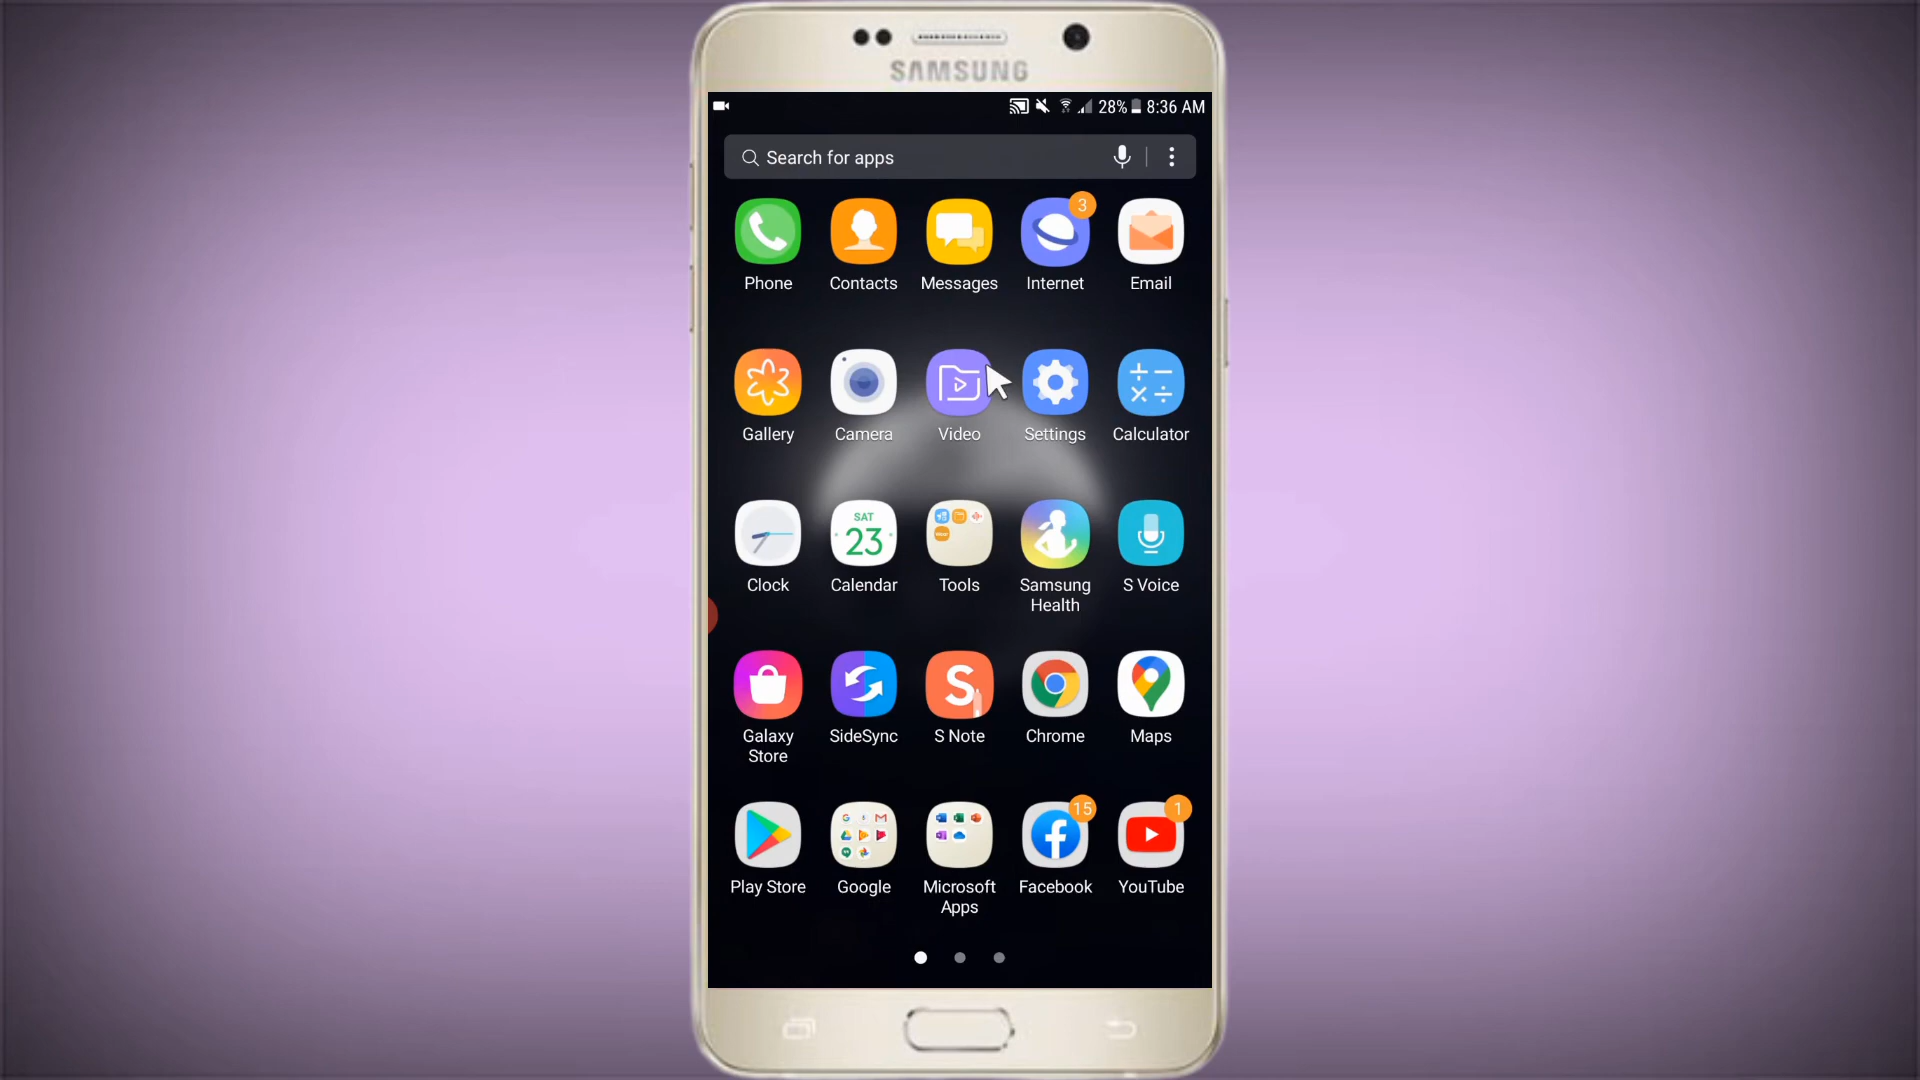 SAMSUNG
28% 8:36 AM
Search for apps
3
Phone Contacts Messages Internet Email
Gallery Camera Video Settings Calculator
SAT
23
Clock Calendar Tools Samsung Health S Voice
S
Galaxy Store SideSync S Note Chrome Maps
15 1
Play Store Google Microsoft Apps Facebook YouTube